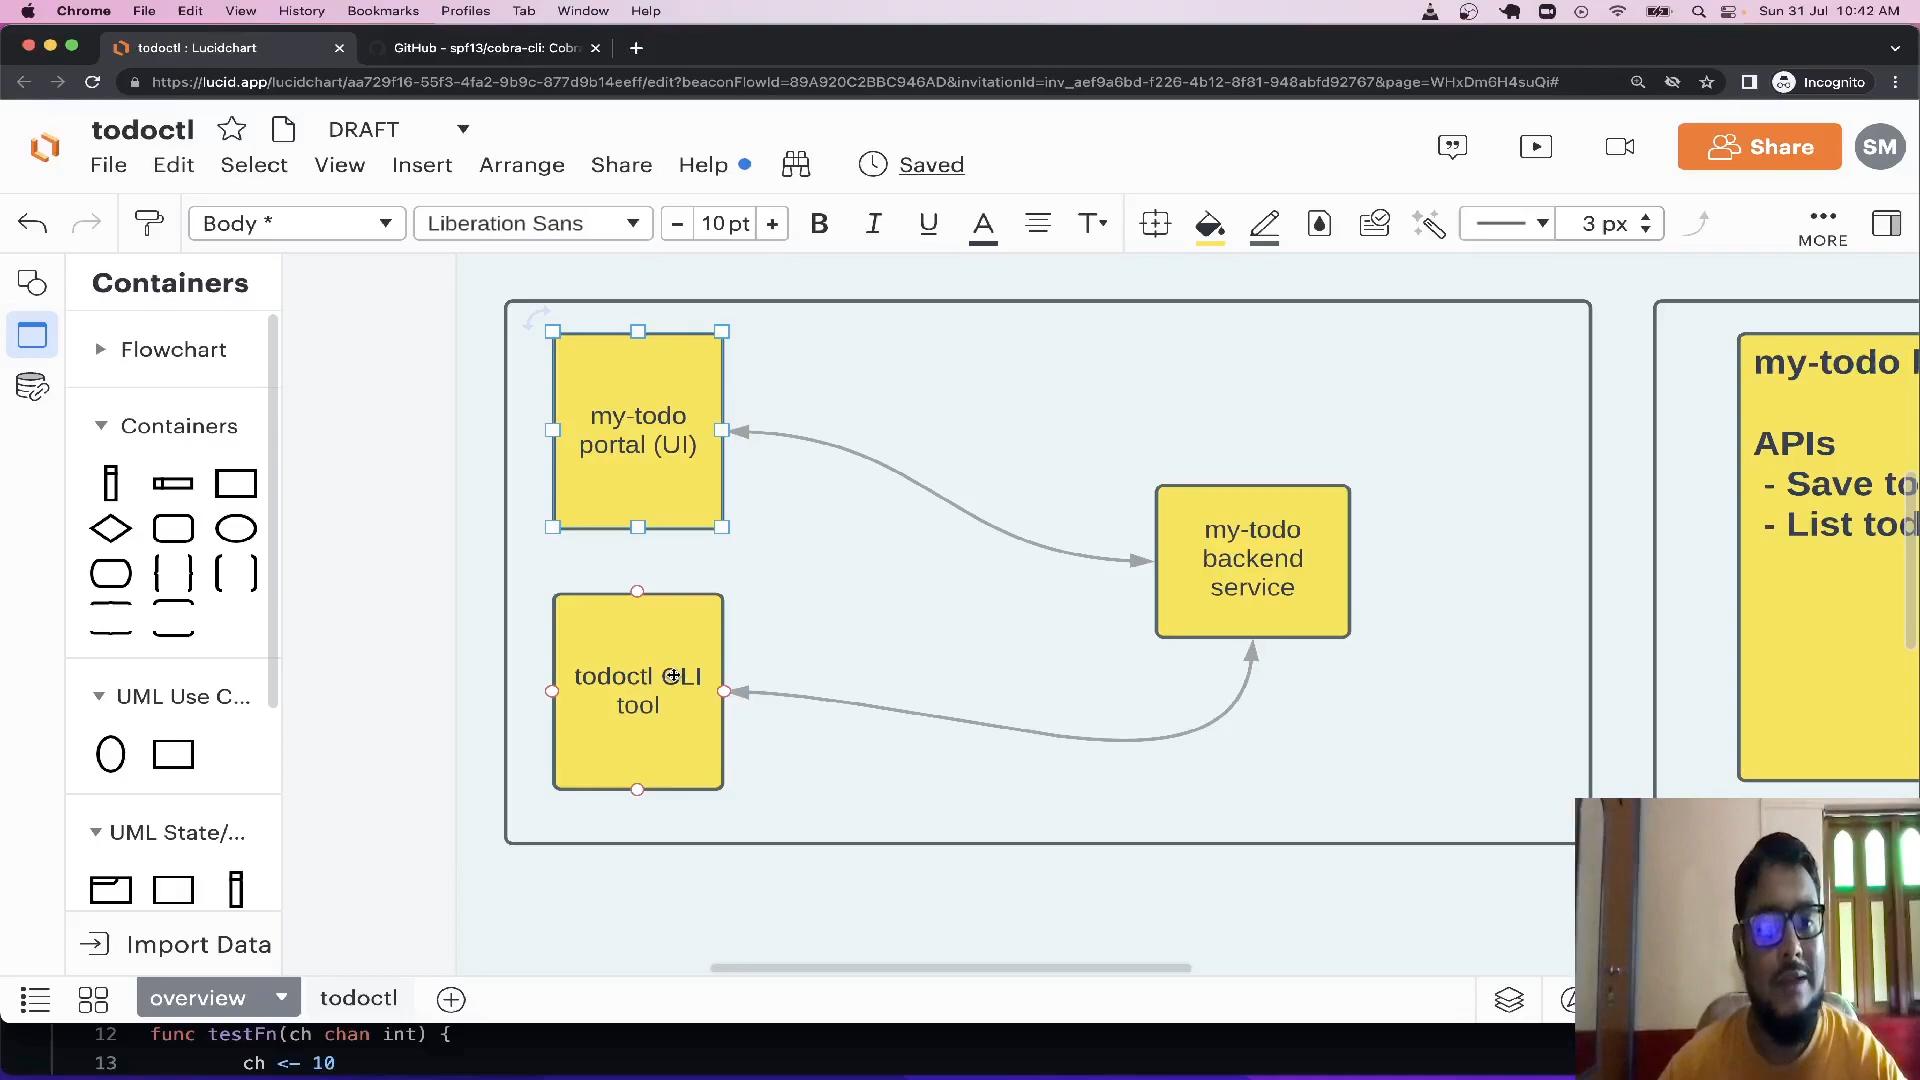 Chrome File Edit View History Bookmarks Profiles Tab Window Help Sun 31 Jul 10:42 AM
todoctl : Lucidchart
GitHub - spf13/cobra-cli: Cobr
https://lucid.app/lucidchart/aa729f16-55f3-4fa2-9b9c-877d9b14eeff/edit?beaconFlowId=89A920C2BBC946AD&invitationId=inv_aef9a6bd-f226-4b12-8f81-948abfd92767&page=WHxDm6H4suQi#
Incognito
todoctl
DRAFT
File Edit Select View Insert Arrange Share Help
Saved
Share
SM
Body *
Liberation Sans
- 10 pt +
B I U A T
3 px
MORE
Containers
Flowchart
Containers
UML Use C...
UML State/...
Import Data
my-todo
portal (UI)
todoctl CLI
tool
my-todo
backend
service
my-todo
APIs
- Save to
- List tod
overview
todoctl
12 func testFn(ch chan int) {
13 ch <- 10